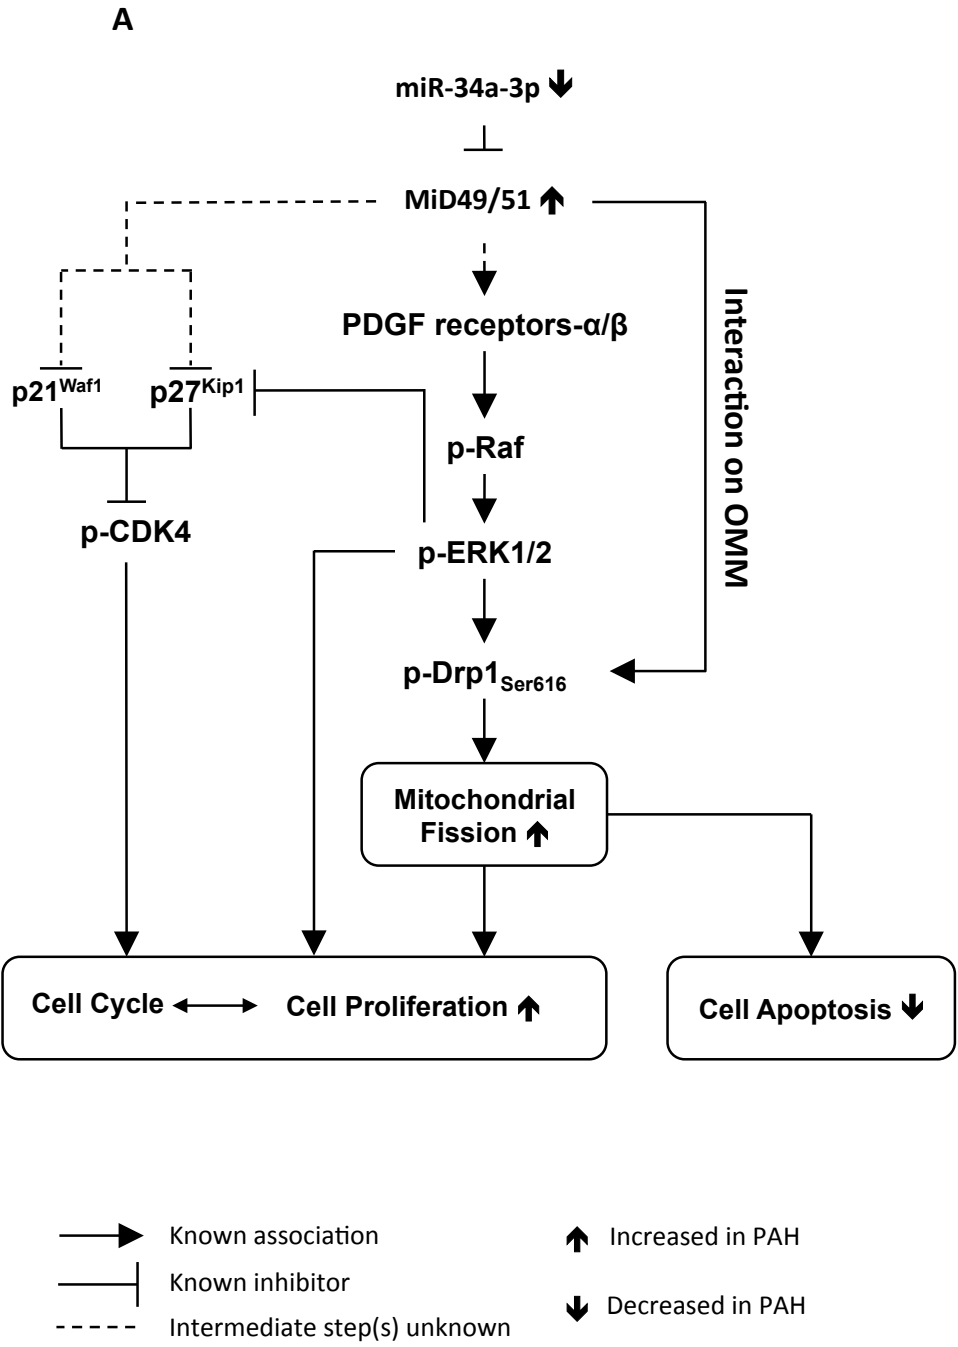 A
miR-34a-3p
MiD49/51
PDGF receptors-α/β
p21Waf1
p27Kip1
p-Raf
p-CDK4
p-ERK1/2
p-Drp1Ser616
Interaction on OMM
Mitochondrial
Fission
Cell Cycle
Cell Proliferation
Cell Apoptosis
Known association
Known inhibitor
Intermediate step(s) unknown
Increased in PAH
Decreased in PAH